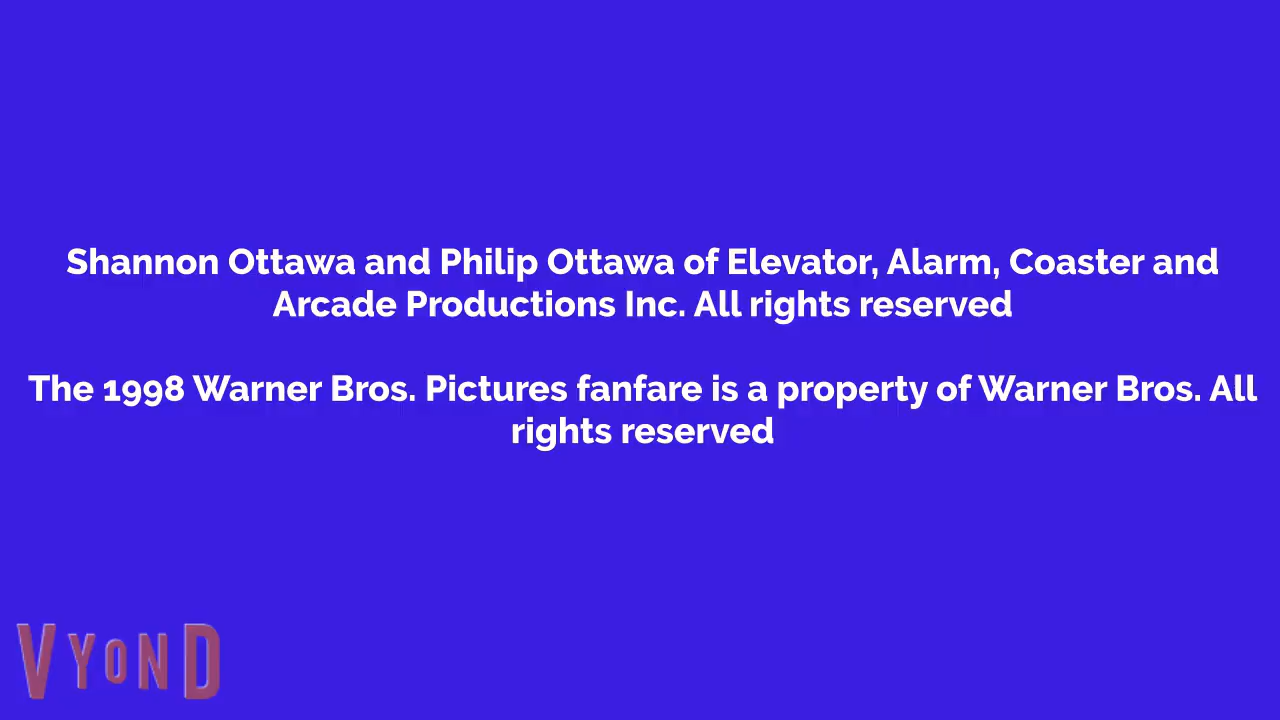 Shannon Ottawa and Philip Ottawa of Elevator, Alarm, Coaster and
Arcade Productions Inc. All rights reserved
The 1998 Warner Bros. Pictures fanfare is a property of Warner Bros. All
rights reserved
VYOND